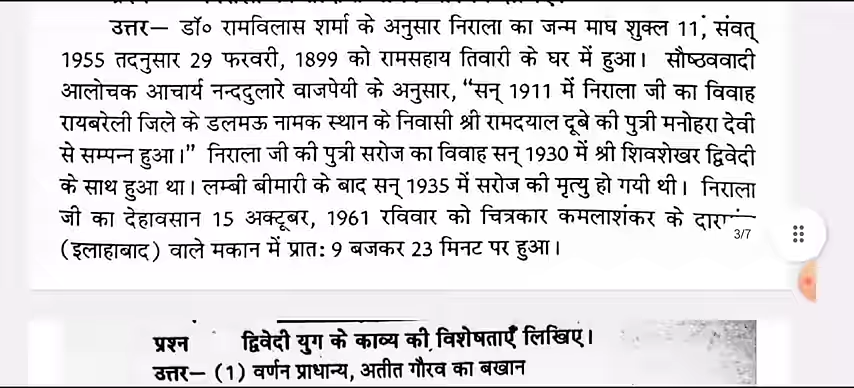 उत्तर— डॉ० रामविलास शर्मा के अनुसार निराला का जन्म माघ शुक्ल 11, संवत्
1955 तदनुसार 29 फरवरी, 1899 को रामसहाय तिवारी के घर में हुआ। सौष्ठववादी
आलोचक आचार्य नन्ददुलारे वाजपेयी के अनुसार, “सन् 1911 में निराला जी का विवाह
रायबरेली जिले के डलमऊ नामक स्थान के निवासी श्री रामदयाल दूबे की पुत्री मनोहरा देवी
से सम्पन्न हुआ।” निराला जी की पुत्री सरोज का विवाह सन् 1930 में श्री शिवशेखर द्विवेदी
के साथ हुआ था। लम्बी बीमारी के बाद सन् 1935 में सरोज की मृत्यु हो गयी थी। निराला
जी का देहावसान 15 अक्टूबर, 1961 रविवार को चित्रकार कमलाशंकर के
3/7
(इलाहाबाद) वाले मकान में प्रात: 9 बजकर 23 मिनट पर हुआ।
प्रश्न द्विवेदी युग के काव्य की विशेषताएँ लिखिए।
उत्तर— (1) वर्णन प्राधान्य, अतीत गौरव का बखान